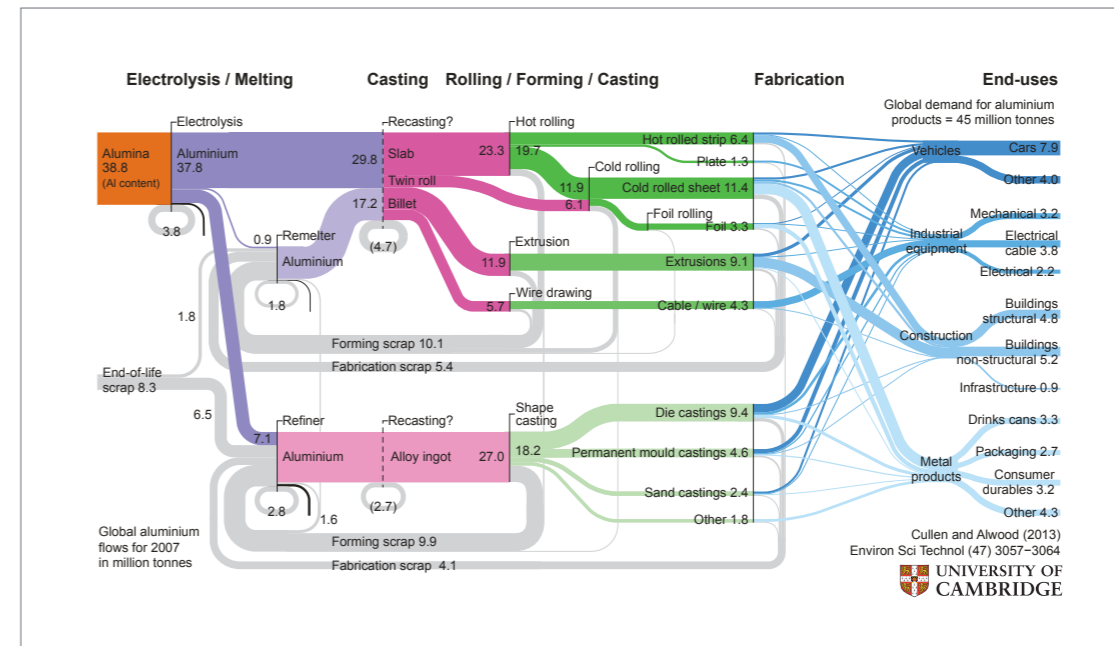 Electrolysis / Melting
Casting
Rolling / Forming / Casting
Fabrication
End-uses
Global demand for aluminium
products = 45 million tonnes
Electrolysis
Alumina
38.8
(Al content)
Aluminium
37.8
3.8
0.9
Remelter
Aluminium
1.8
1.8
End-of-life
scrap 8.3
6.5
7.1
Refiner
Aluminium
2.8
1.6
Recasting?
29.8
Slab
Twin roll
17.2
Billet
(4.7)
Recasting?
Alloy ingot
(2.7)
Hot rolling
23.3
19.7
Cold rolling
11.9
6.1
Foil rolling
Extrusion
11.9
Wire drawing
5.7
Forming scrap 10.1
Fabrication scrap 5.4
Shape
casting
27.0
18.2
Forming scrap 9.9
Fabrication scrap 4.1
Hot rolled strip 6.4
Plate 1.3
Cold rolled sheet 11.4
Foil 3.3
Extrusions 9.1
Cable / wire 4.3
Die castings 9.4
Permanent mould castings 4.6
Sand castings 2.4
Other 1.8
Vehicles
Industrial
equipment
Construction
Metal
products
Cars 7.9
Other 4.0
Mechanical 3.2
Electrical
cable 3.8
Electrical 2.2
Buildings
structural 4.8
Buildings
non-structural 5.2
Infrastructure 0.9
Drinks cans 3.3
Packaging 2.7
Consumer
durables 3.2
Other 4.3
Global aluminium
flows for 2007
in million tonnes
Cullen and Alwood (2013)
Environ Sci Technol (47) 3057−3064
UNIVERSITY OF
CAMBRIDGE